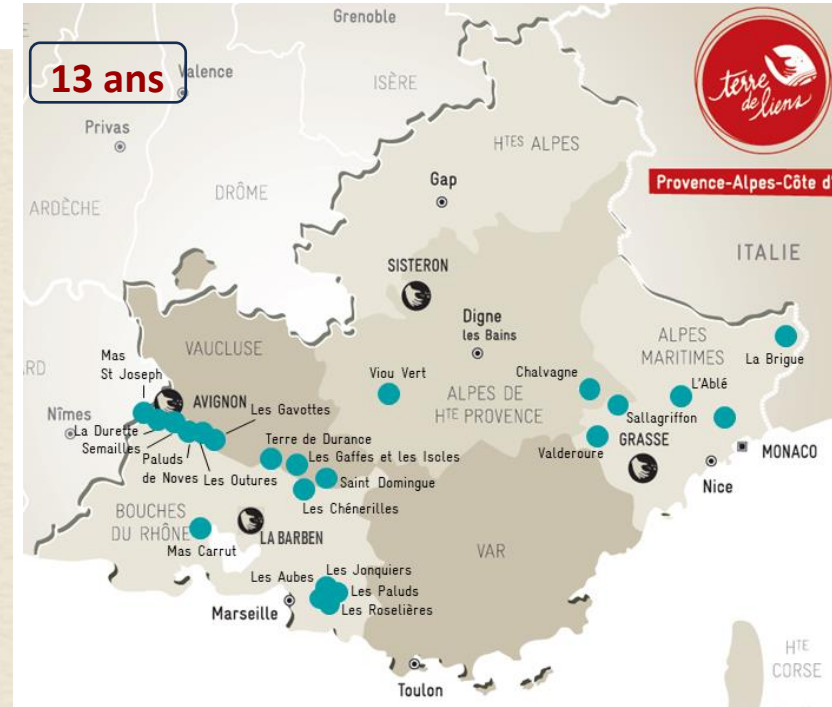 Grenoble
13 ans
Valence
ISÈRE
terre
de liens
Privas
HTES ALPES
Gap
Provence-Alpes-Côte d'
ARDÈCHE
DRÔME
ITALIE
SISTERON
Digne
les Bains
VAUCLUSE
ALPES
MARITIMES
La Brigue
Mas
St Joseph
ARD
AVIGNON
Viou Vert
Chalvagne
L'Ablé
ALPES DE
HTE PROVENCE
Nîmes
Les Gavottes
Sallagriffon
La Durette
Semailles
Terre de Durance
Valderoure
GRASSE
MONACO
Paluds
de Noves
Les Outures
Les Gaffes et les Isoles
Saint Domingue
Nice
Les Chénerilles
BOUCHES
DU RHÔNE
LA BARBEN
Mas Carrut
VAR
Les Aubes
Les Jonquiers
Les Paluds
Marseille
Les Roselières
HTE
CORSE
Toulon